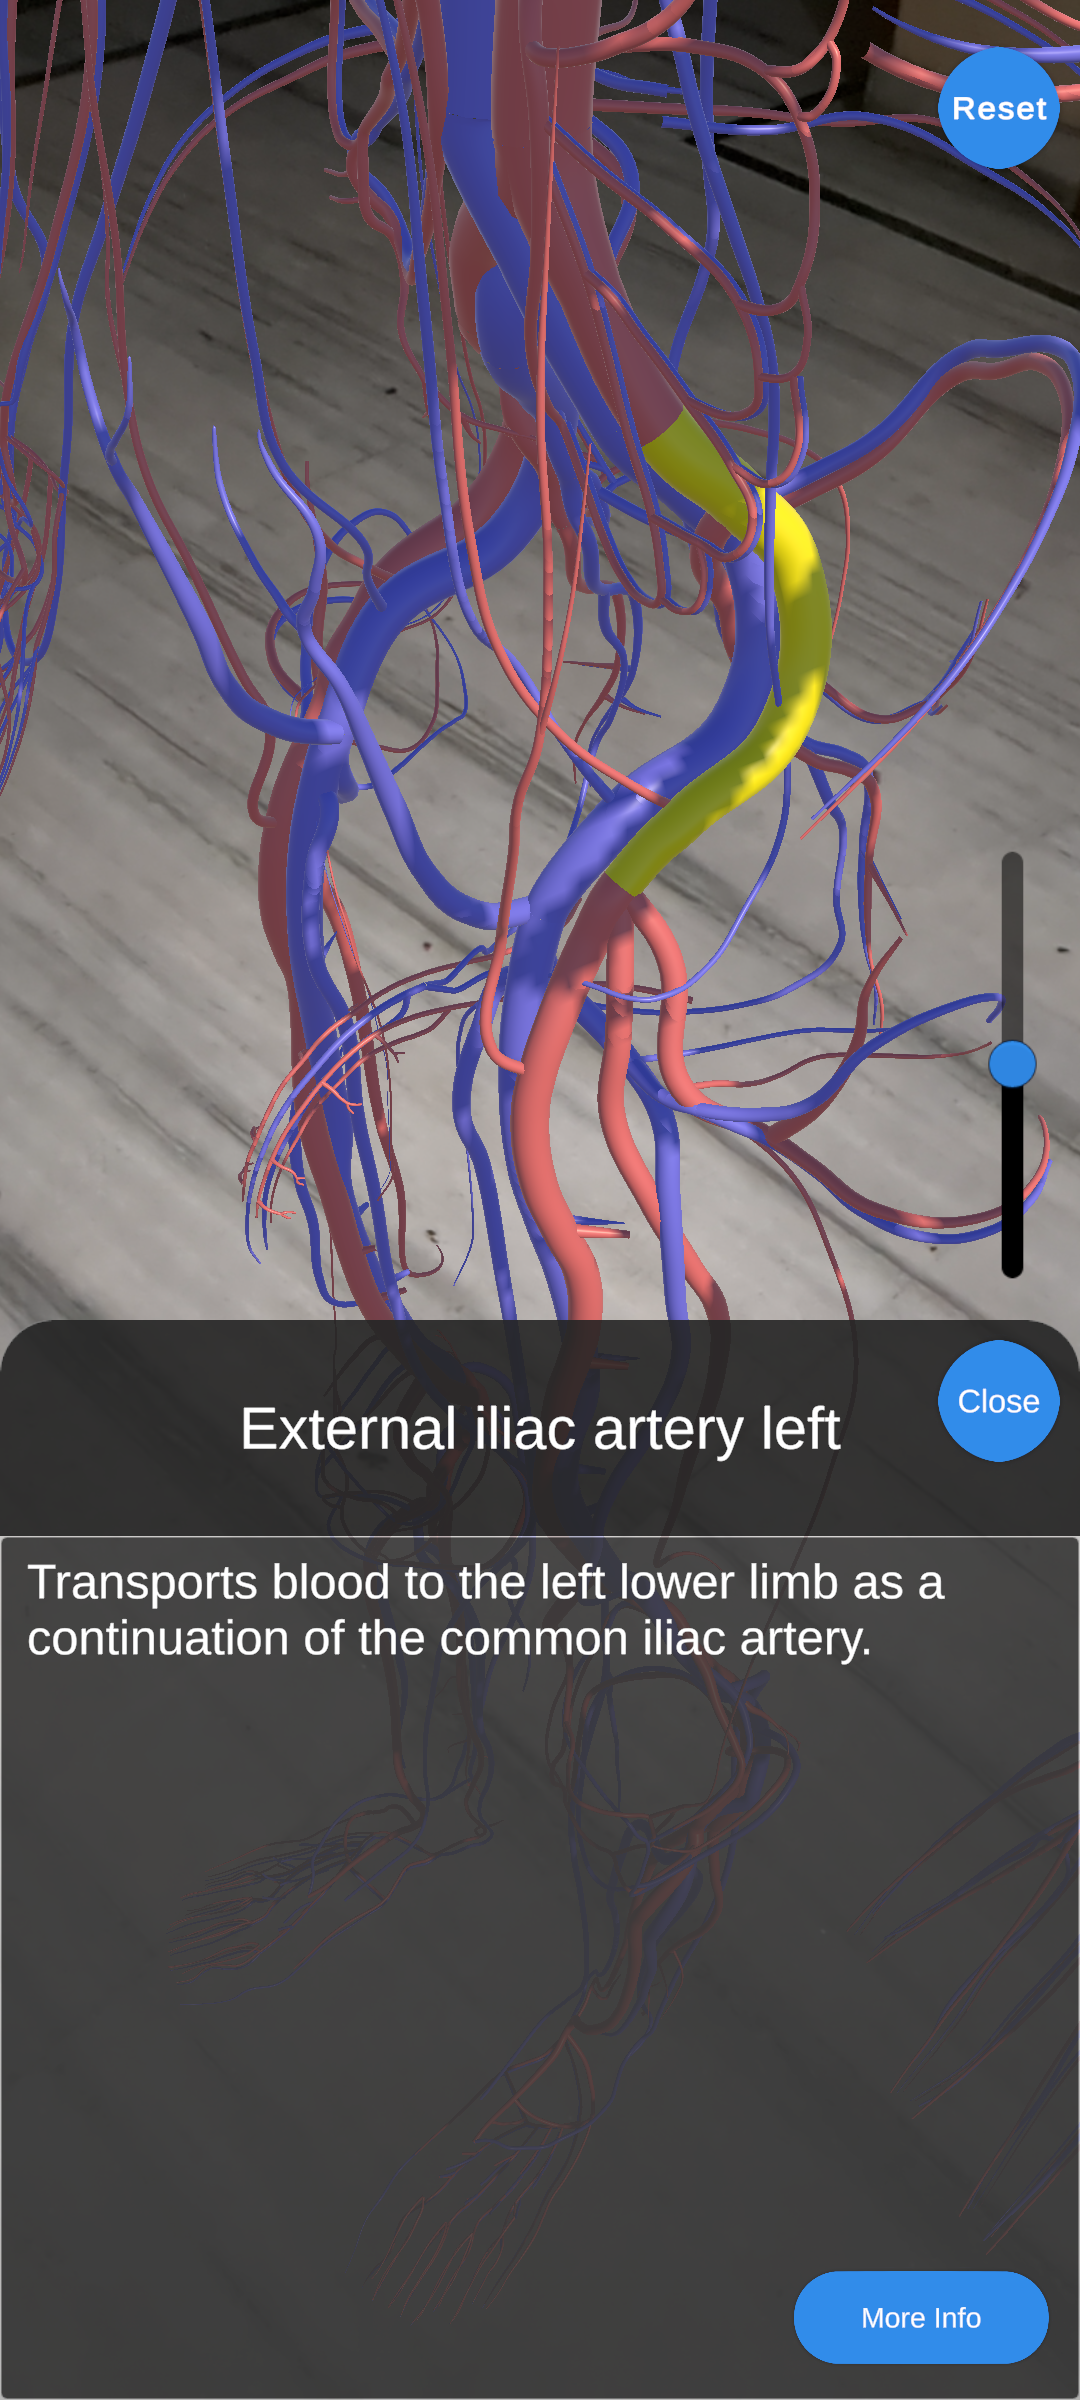 Reset
External iliac artery left
Close
Transports blood to the left lower limb as a
continuation of the common iliac artery.
More Info